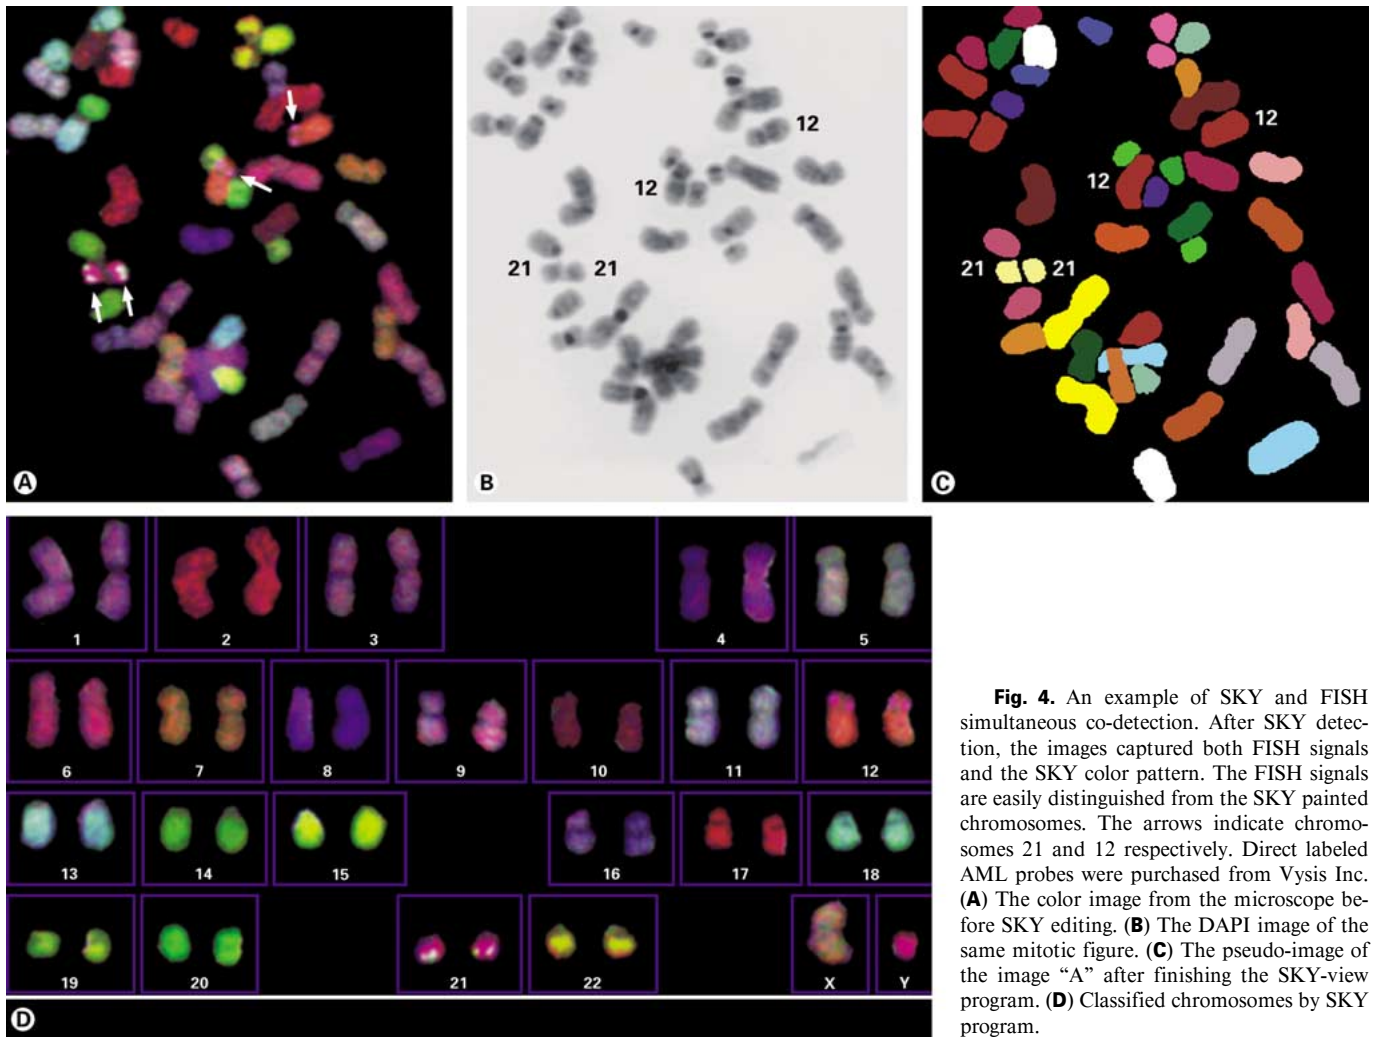 12
12
21 21
A
12
12
21 21
B
C
1 2 3 4 5
6 7 8 9 10 11 12
13 14 15 16 17 18
19 20 21 22 X Y
D
Fig. 4. An example of SKY and FISH
simultaneous co-detection. After SKY detec-
tion, the images captured both FISH signals
and the SKY color pattern. The FISH signals
are easily distinguished from the SKY painted
chromosomes. The arrows indicate chromo-
somes 21 and 12 respectively. Direct labeled
AML probes were purchased from Vysis Inc.
(A) The color image from the microscope be-
fore SKY editing. (B) The DAPI image of the
same mitotic figure. (C) The pseudo-image of
the image “A” after finishing the SKY-view
program. (D) Classified chromosomes by SKY
program.